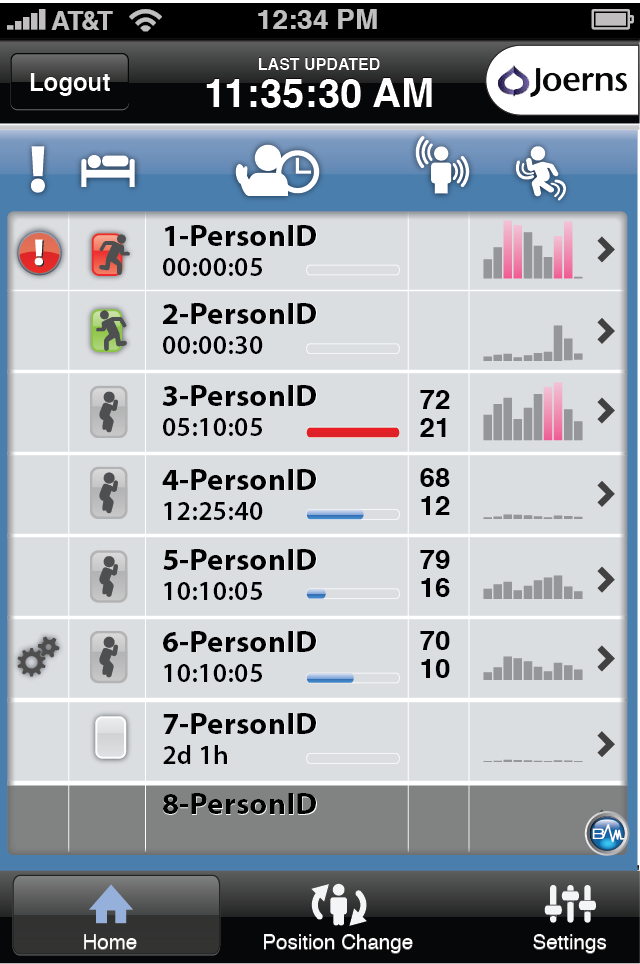 AT&T 12:34 PM
Logout
LAST UPDATED
11:35:30 AM
Joerns
1-PersonID
00:00:05
2-PersonID
00:00:30
3-PersonID
05:10:05
72
21
4-PersonID
12:25:40
68
12
5-PersonID
10:10:05
79
16
6-PersonID
10:10:05
70
10
7-PersonID
2d 1h
8-PersonID
BAM
Home
Position Change
Settings